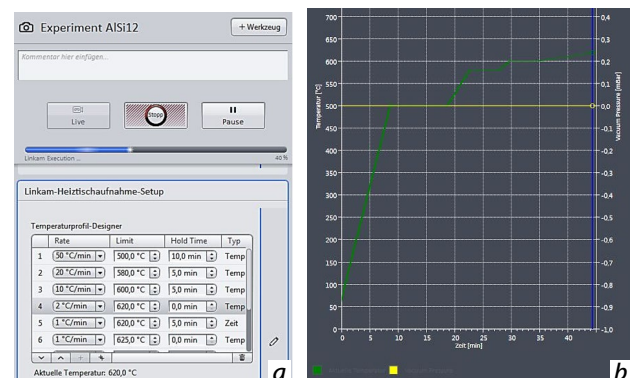 Experiment AlSi12
+ Werkzeug
Kommentar hier einfügen...
Live
Stopp
Pause
Linkam Execution ...
40 %
Linkam-Heiztischaufnahme-Setup
Temperaturprofil-Designer
Rate Limit Hold Time Typ
1 50 °C/min 500,0 °C 10,0 min Temp
2 20 °C/min 580,0 °C 5,0 min Temp
3 10 °C/min 600,0 °C 5,0 min Temp
4 2 °C/min 620,0 °C 0,0 min Temp
5 1 °C/min 620,0 °C 5,0 min Zeit
6 1 °C/min 625,0 °C 0,0 min Temp
Aktuelle Temperatur: 620,0 °C
a
Temperatur [°C]
700
650
600
550
500
450
400
350
300
250
200
150
100
50
0
0 5 10 15 20 25 30 35 40
Zeit [min]
0,4
0,3
0,2
0,1
0,0
-0,1
-0,2
-0,3
-0,4
-0,5
-0,6
-0,7
-0,8
-0,9
-1,0
Vacuum Pressure [mBar]
b